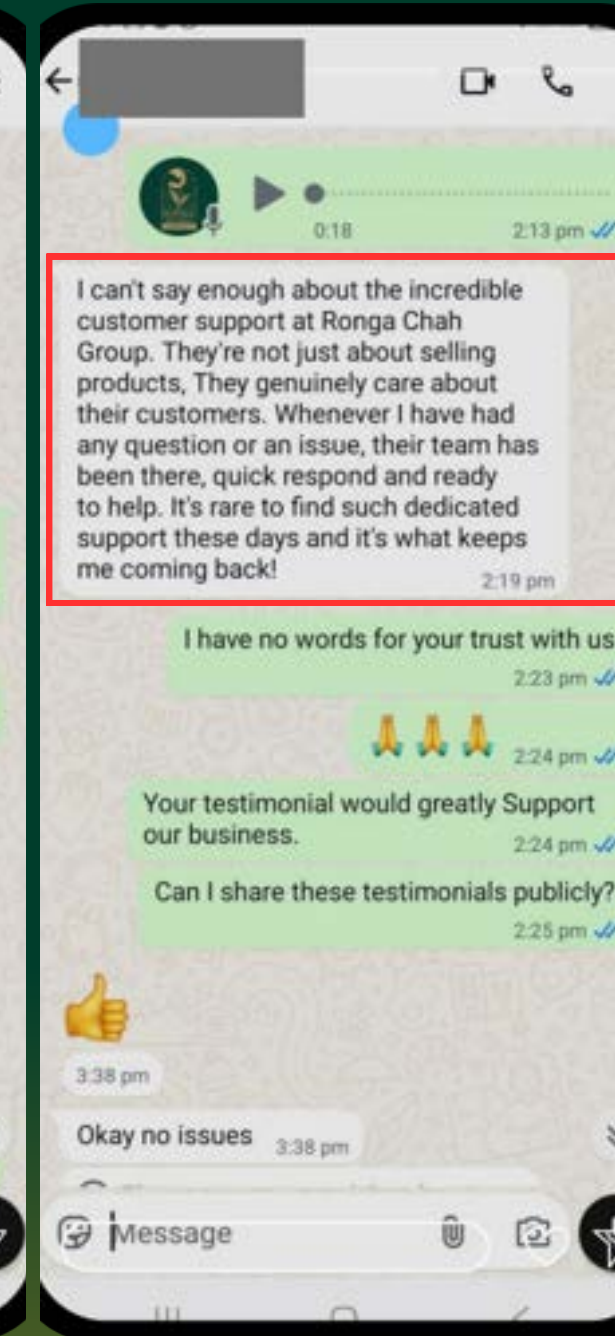 0:18
2:13 pm
I can't say enough about the incredible
customer support at Ronga Chah
Group. They're not just about selling
products, They genuinely care about
their customers. Whenever I have had
any question or an issue, their team has
been there, quick respond and ready
to help. It's rare to find such dedicated
support these days and it's what keeps
me coming back!
2:19 pm
I have no words for your trust with us
2:23 pm
🙏🙏🙏
2:24 pm
Your testimonial would greatly Support
our business.
2:24 pm
Can I share these testimonials publicly?
2:25 pm
👍
3:38 pm
Okay no issues
3:38 pm
Message